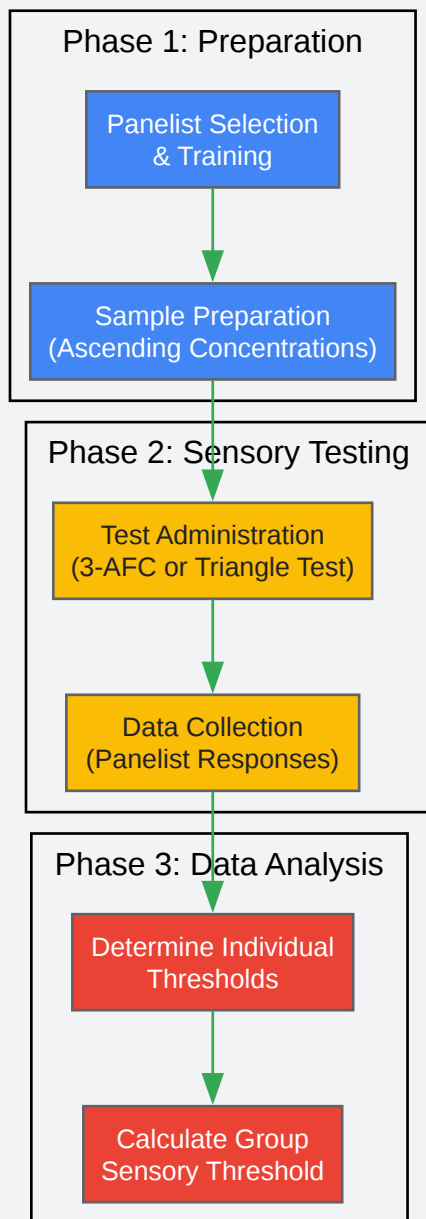 Phase 1: Preparation
Panelist Selection
& Training
Sample Preparation
(Ascending Concentrations)
Phase 2: Sensory Testing
Test Administration
(3-AFC or Triangle Test)
Data Collection
(Panelist Responses)
Phase 3: Data Analysis
Determine Individual
Thresholds
Calculate Group
Sensory Threshold